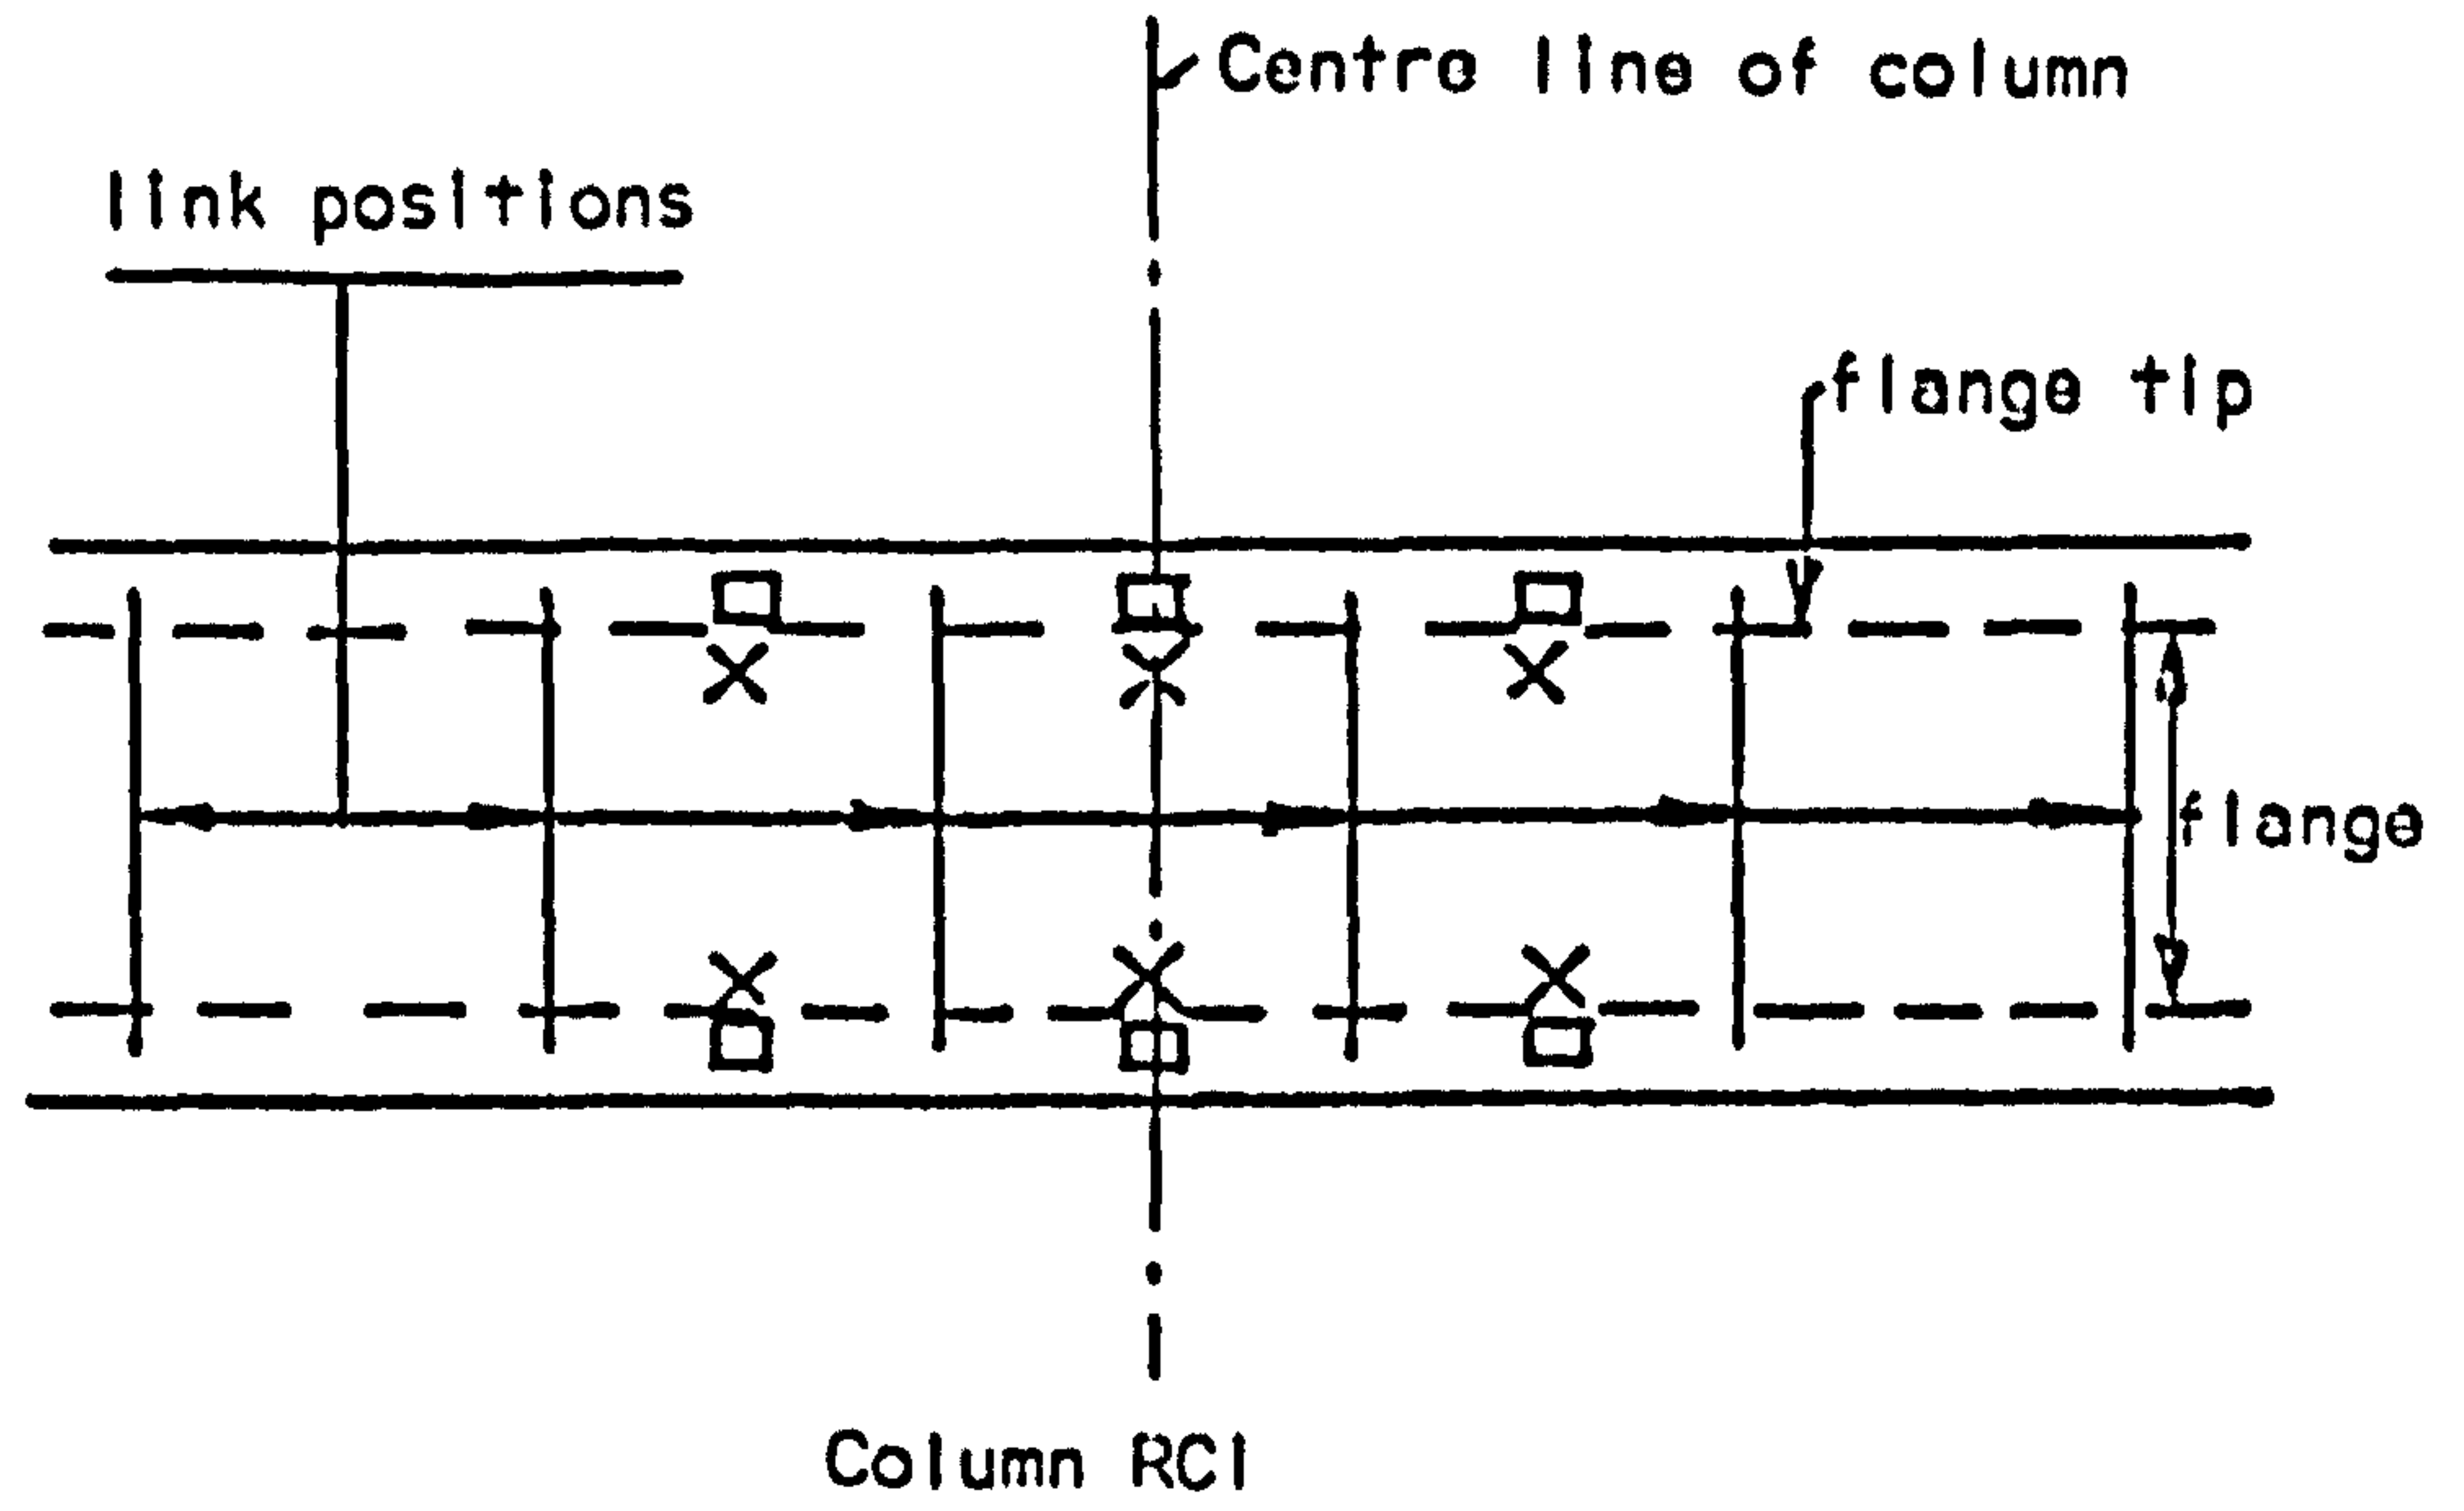 Centre line of column
link positions
flange tip
flange
Column RC1